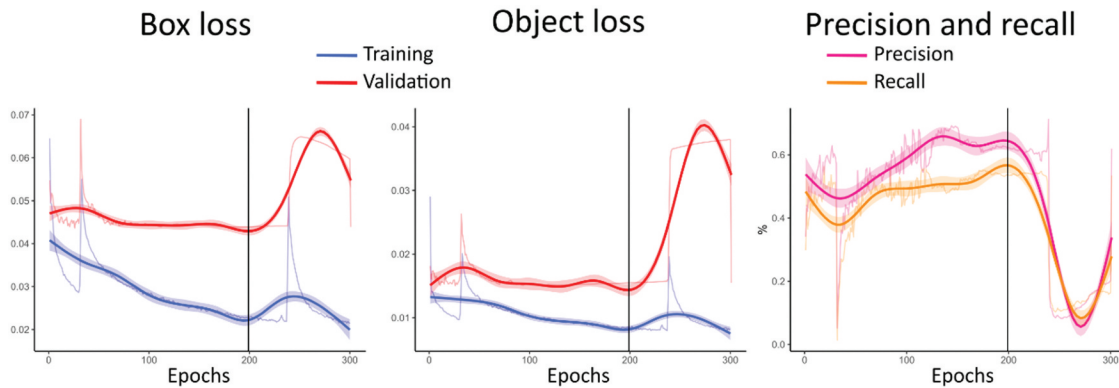 Box loss
Object loss
Precision and recall
Training
Validation
Precision
Recall
0.07
0.06
0.05
0.04
0.03
0.02
0
100
200
300
Epochs
0.04
0.03
0.02
0.01
0
100
200
300
Epochs
%
0.6
0.4
0.2
0.0
0
100
200
300
Epochs